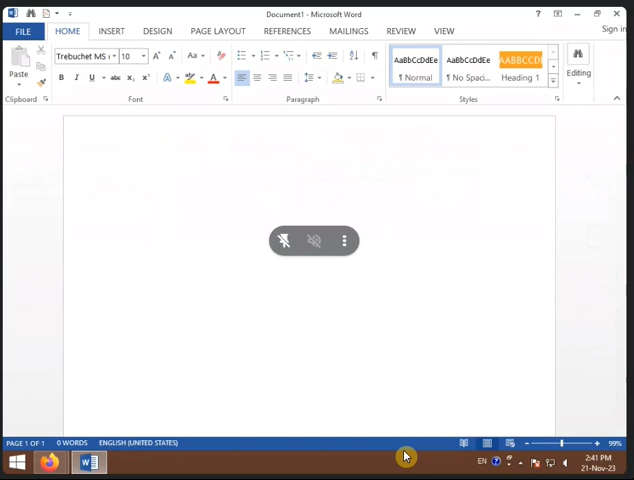 Document1 - Microsoft Word
Sign in
FILE HOME INSERT DESIGN PAGE LAYOUT REFERENCES MAILINGS REVIEW VIEW
Trebuchet MS 10
AaBbCcDdEe AaBbCcDdEe AABBCCDI
Paste
¶ Normal ¶ No Spaci... Heading 1
Editing
Clipboard Font Paragraph Styles
PAGE 1 OF 1 0 WORDS ENGLISH (UNITED STATES) 99%
EN 2:41 PM
21-Nov-23